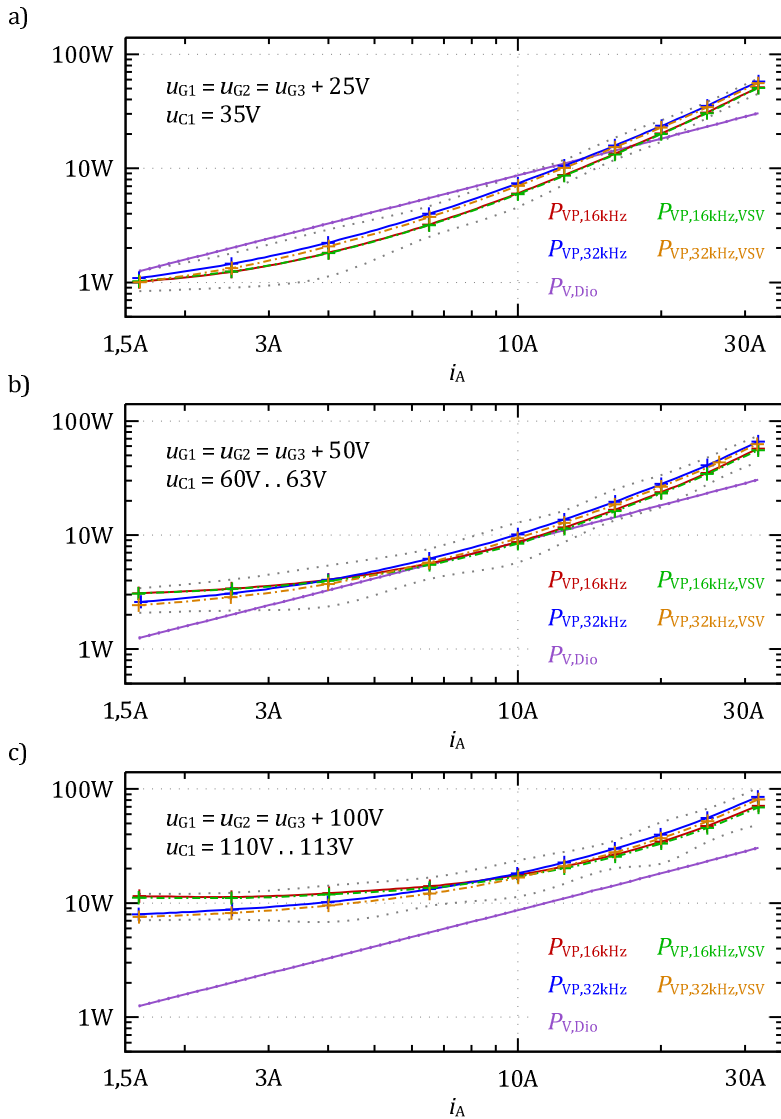 a)
100W
u_G1 = u_G2 = u_G3 + 25V
u_C1 = 35V
10W
P_VP,16kHz P_VP,16kHz,VSV
P_VP,32kHz P_VP,32kHz,VSV
1W
P_V,Dio
1,5A 3A 10A 30A
i_A
b)
100W
u_G1 = u_G2 = u_G3 + 50V
u_C1 = 60V . . 63V
10W
P_VP,16kHz P_VP,16kHz,VSV
P_VP,32kHz P_VP,32kHz,VSV
1W
P_V,Dio
1,5A 3A 10A 30A
i_A
c)
100W
u_G1 = u_G2 = u_G3 + 100V
u_C1 = 110V . . 113V
10W
P_VP,16kHz P_VP,16kHz,VSV
P_VP,32kHz P_VP,32kHz,VSV
1W
P_V,Dio
1,5A 3A 10A 30A
i_A